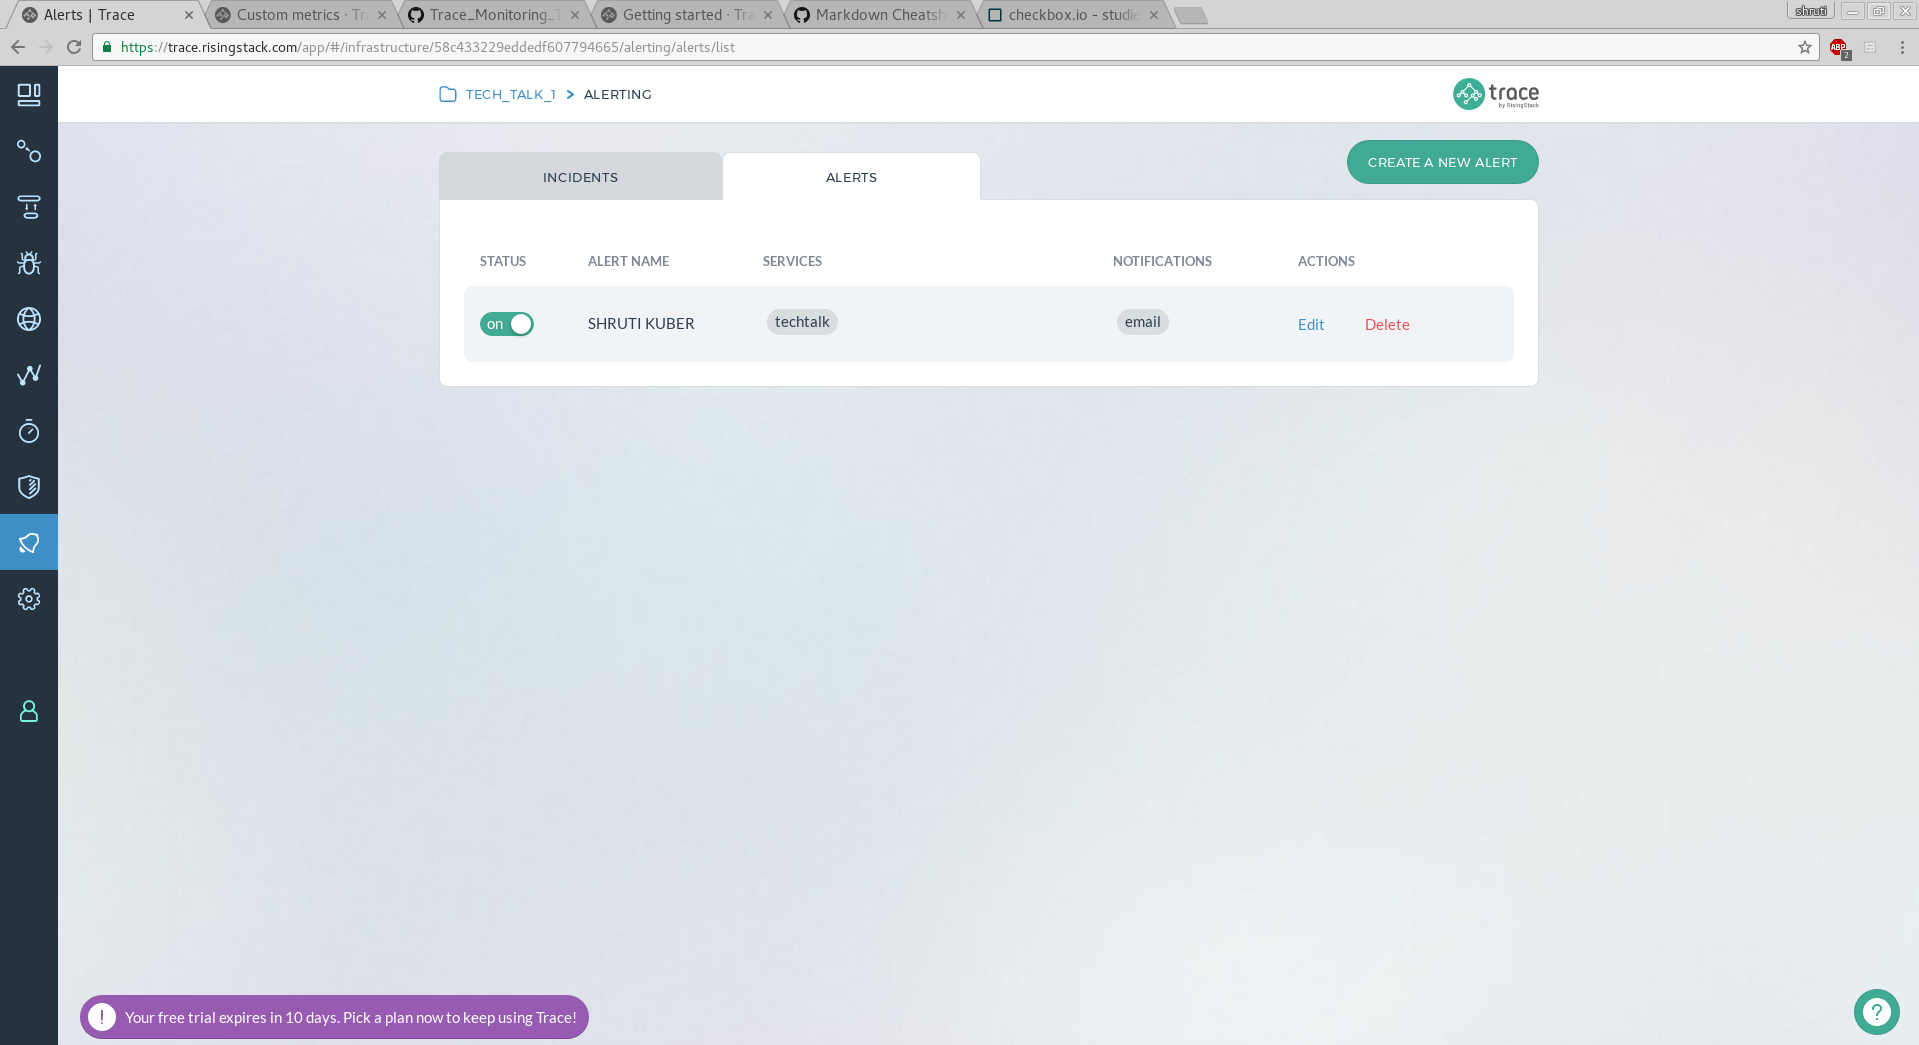 Alerts | Trace
Custom metrics · Tra
Trace_Monitoring_T
Getting started · Tra
Markdown Cheatsh
checkbox.io - studie
shruti
https://trace.risingstack.com/app/#/infrastructure/58c433229eddedf607794665/alerting/alerts/list
ABP
2
TECH_TALK_1 > ALERTING
trace
by RisingStack
INCIDENTS
ALERTS
CREATE A NEW ALERT
STATUS ALERT NAME SERVICES NOTIFICATIONS ACTIONS
on SHRUTI KUBER techtalk email Edit Delete
! Your free trial expires in 10 days. Pick a plan now to keep using Trace!
?